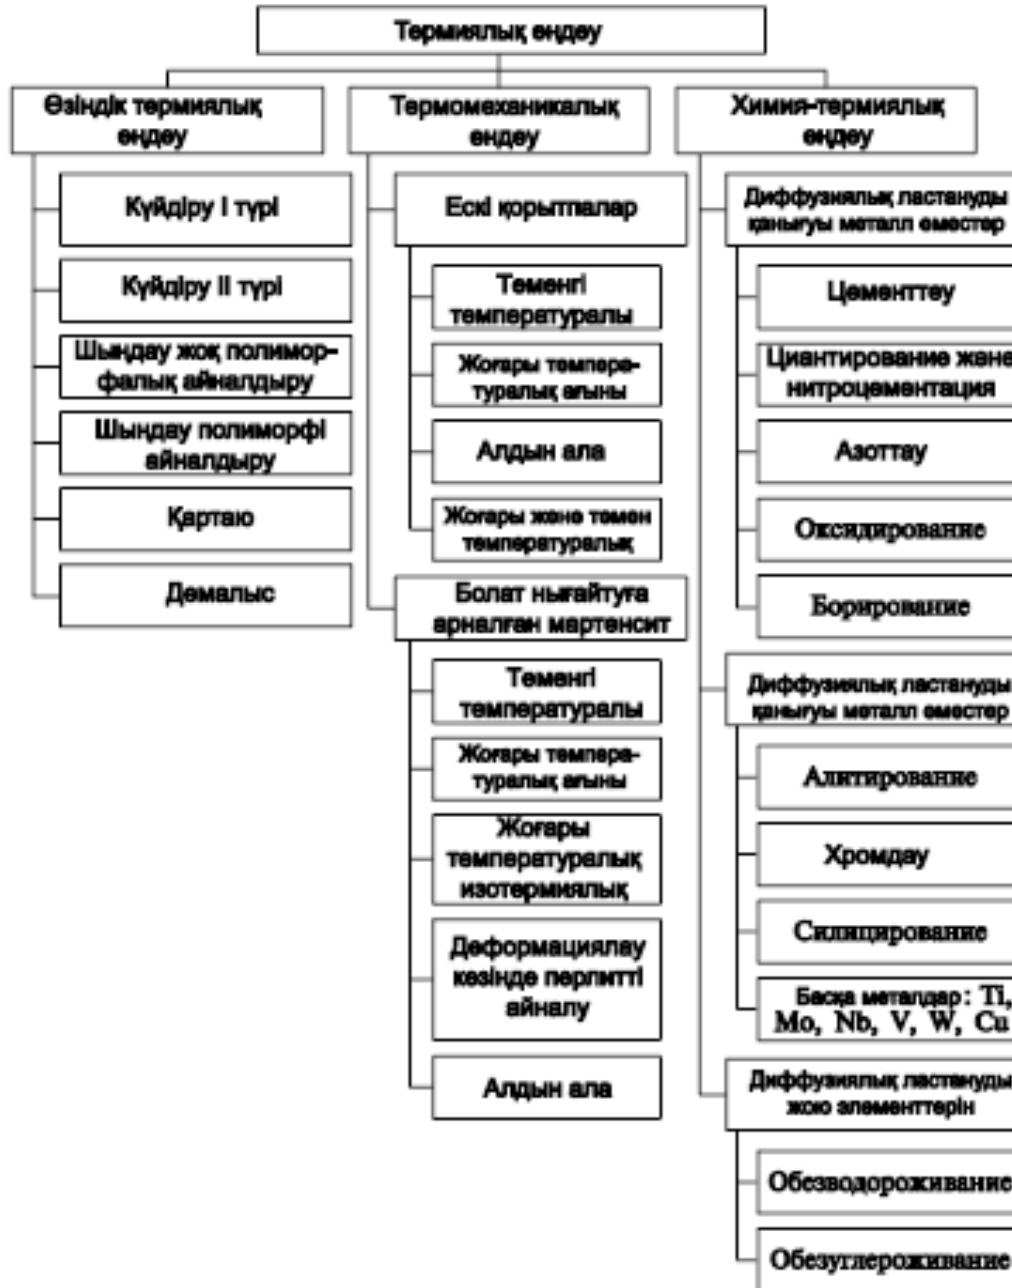 Термиялық өңдеу
Өзіндік термиялық
өңдеу
Күйдіру I түрі
Күйдіру II түрі
Шыңдау жоқ полимор-
фалық айналдыру
Шыңдау полиморфі
айналдыру
Қартаю
Демалыс
Термомеханикалық
өңдеу
Ескі қорытпалар
Төменгі
температуралы
Жоғары темпера-
туралық ағыны
Алдын ала
Жоғары және төмен
температуралық
Болат нығайтуға
арналған мартенсит
Төменгі
температуралы
Жоғары темпера-
туралық ағыны
Жоғары
температуралық
изотермиялық
Деформациялау
кезінде перлитті
айналу
Алдын ала
Химия-термиялық
өңдеу
Диффузиялық ластануды
қанығуы металл еместер
Цементтеу
Циантирование және
нитроцементация
Азоттау
Оксидирование
Борирование
Диффузиялық ластануды
қанығуы металл еместер
Алитирование
Хромдау
Силицирование
Басқа металдар: Ti,
Mo, Nb, V, W, Cu
Диффузиялық ластануды
жою элементтерін
Обезводороживание
Обезуглероживание